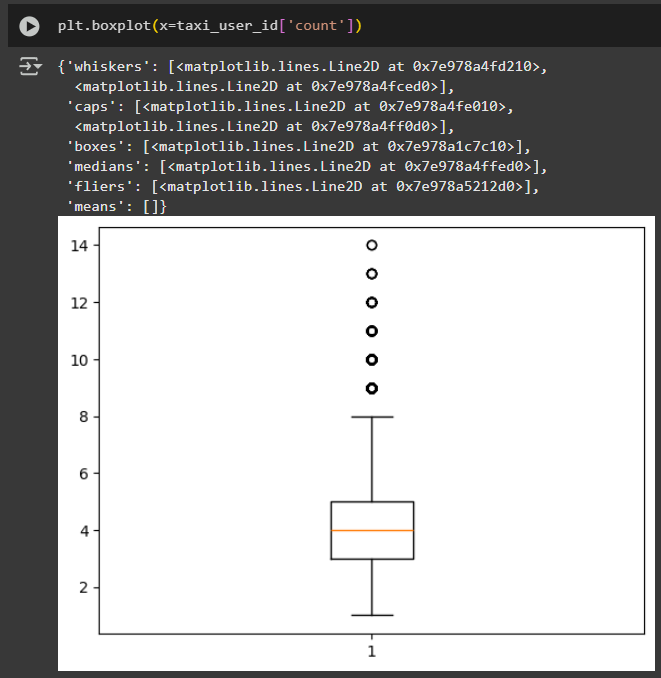 plt.boxplot(x=taxi_user_id['count'])
{'whiskers': [<matplotlib.lines.Line2D at 0x7e978a4fd210>,
<matplotlib.lines.Line2D at 0x7e978a4fced0>],
'caps': [<matplotlib.lines.Line2D at 0x7e978a4fe010>,
<matplotlib.lines.Line2D at 0x7e978a4ff0d0>],
'boxes': [<matplotlib.lines.Line2D at 0x7e978a1c7c10>],
'medians': [<matplotlib.lines.Line2D at 0x7e978a4ffed0>],
'fliers': [<matplotlib.lines.Line2D at 0x7e978a5212d0>],
'means': []}
14
12
10
8
6
4
2
1